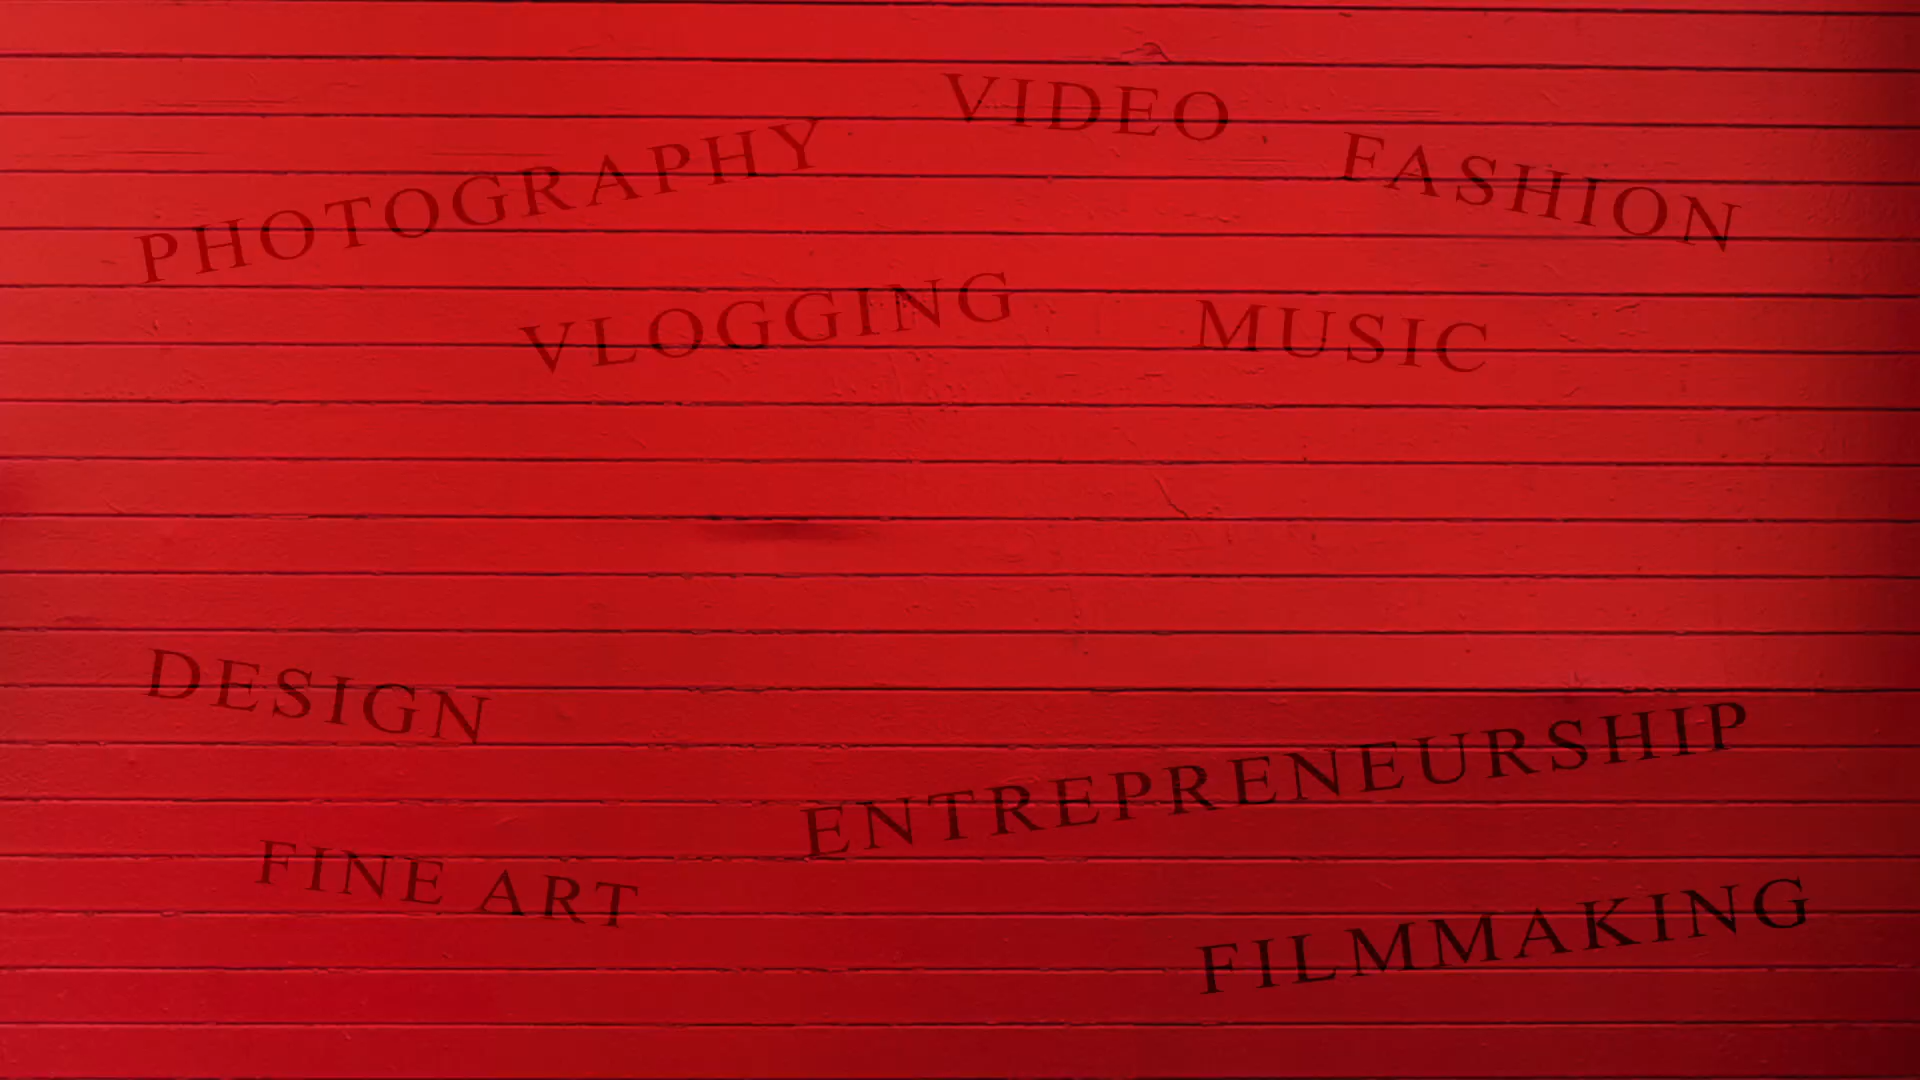 VIDEO
PHOTOGRAPHY
FASHION
VLOGGING
MUSIC
DESIGN
ENTREPRENEURSHIP
FINE ART
FILMMAKING